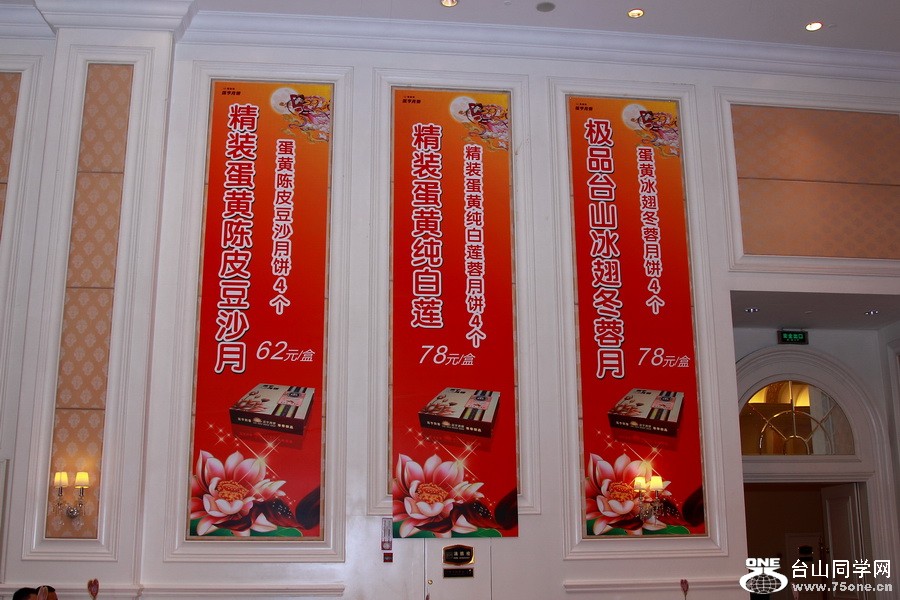 精装蛋黄陈皮豆沙月
蛋黄陈皮豆沙月饼4个
62元/盒
精装蛋黄纯白莲
精装蛋黄纯白莲蓉月饼4个
78元/盒
极品台山冰翅冬蓉月
蛋黄冰翅冬蓉月饼4个
78元/盒
ONE
台山同学网
www.75one.cn